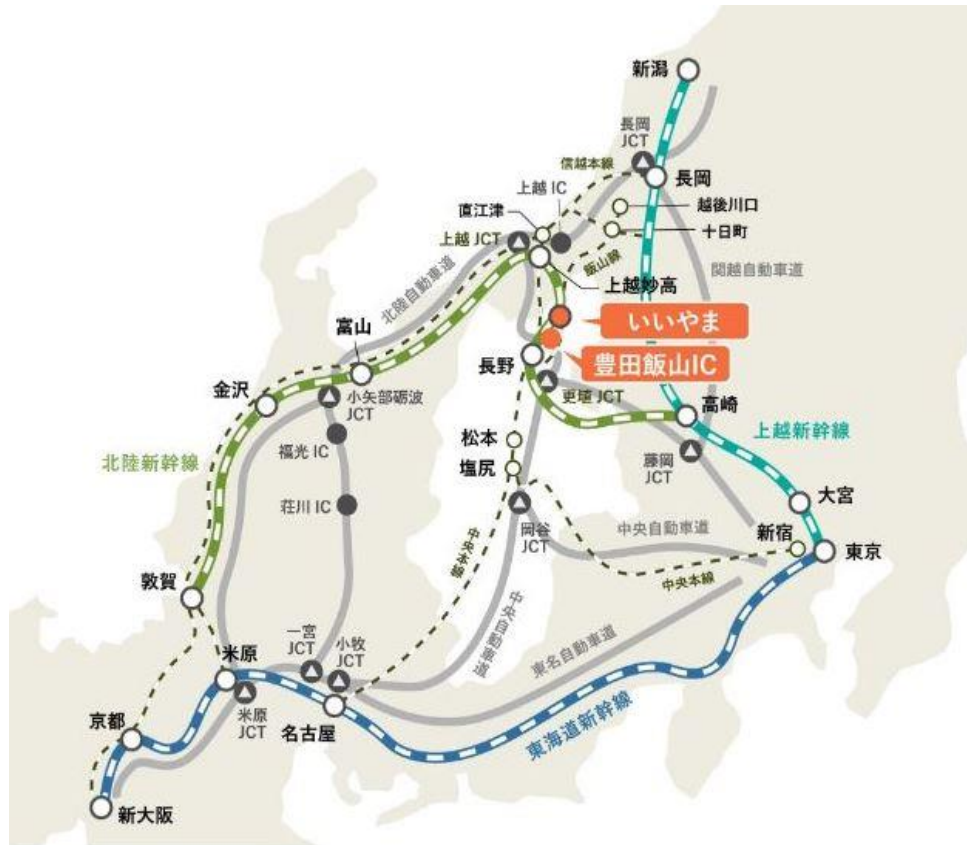 新潟
長岡
JCT
信越本線
長岡
上越 IC
越後川口
直江津
十日町
上越 JCT
飯山線
関越自動車道
上越妙高
北陸自動車道
いいやま
富山
豊田飯山IC
長野
更埴 JCT
金沢
小矢部砺波
JCT
高崎
上越新幹線
松本
福光 IC
北陸新幹線
藤岡
JCT
塩尻
大宮
荘川 IC
岡谷
JCT
中央自動車道
新宿
東京
中央本線
中央本線
敦賀
中央自動車道
一宮
JCT
小牧
JCT
東名自動車道
米原
米原
JCT
名古屋
東海道新幹線
京都
新大阪